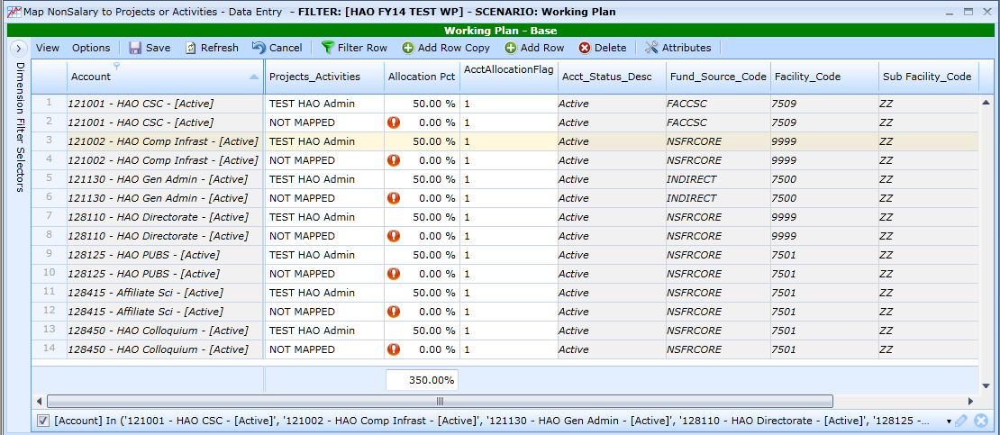 Map NonSalary to Projects or Activities - Data Entry - FILTER: [HAO FY14 TEST WP] - SCENARIO: Working Plan
Working Plan - Base
View Options Save Refresh Cancel Filter Row Add Row Copy Add Row Delete Attributes
Dimension Filter Selectors
Account Projects_Activities Allocation Pct AcctAllocationFlag Acct_Status_Desc Fund_Source_Code Facility_Code Sub Facility_Code
1 121001 - HAO CSC - [Active] TEST HAO Admin 50.00 % 1 Active FACCSC 7509 ZZ
2 121001 - HAO CSC - [Active] NOT MAPPED 0.00 % 1 Active FACCSC 7509 ZZ
3 121002 - HAO Comp Infrast - [Active] TEST HAO Admin 50.00 % 1 Active NSFRCORE 9999 ZZ
4 121002 - HAO Comp Infrast - [Active] NOT MAPPED 0.00 % 1 Active NSFRCORE 9999 ZZ
5 121130 - HAO Gen Admin - [Active] TEST HAO Admin 50.00 % 1 Active INDIRECT 7500 ZZ
6 121130 - HAO Gen Admin - [Active] NOT MAPPED 0.00 % 1 Active INDIRECT 7500 ZZ
7 128110 - HAO Directorate - [Active] TEST HAO Admin 50.00 % 1 Active NSFRCORE 9999 ZZ
8 128110 - HAO Directorate - [Active] NOT MAPPED 0.00 % 1 Active NSFRCORE 9999 ZZ
9 128125 - HAO PUBS - [Active] TEST HAO Admin 50.00 % 1 Active NSFRCORE 7501 ZZ
10 128125 - HAO PUBS - [Active] NOT MAPPED 0.00 % 1 Active NSFRCORE 7501 ZZ
11 128415 - Affiliate Sci - [Active] TEST HAO Admin 50.00 % 1 Active NSFRCORE 7501 ZZ
12 128415 - Affiliate Sci - [Active] NOT MAPPED 0.00 % 1 Active NSFRCORE 7501 ZZ
13 128450 - HAO Colloquium - [Active] TEST HAO Admin 50.00 % 1 Active NSFRCORE 7501 ZZ
14 128450 - HAO Colloquium - [Active] NOT MAPPED 0.00 % 1 Active NSFRCORE 7501 ZZ
350.00%
[Account] In ('121001 - HAO CSC - [Active]', '121002 - HAO Comp Infrast - [Active]', '121130 - HAO Gen Admin - [Active]', '128110 - HAO Directorate - [Active]', '128125 -...